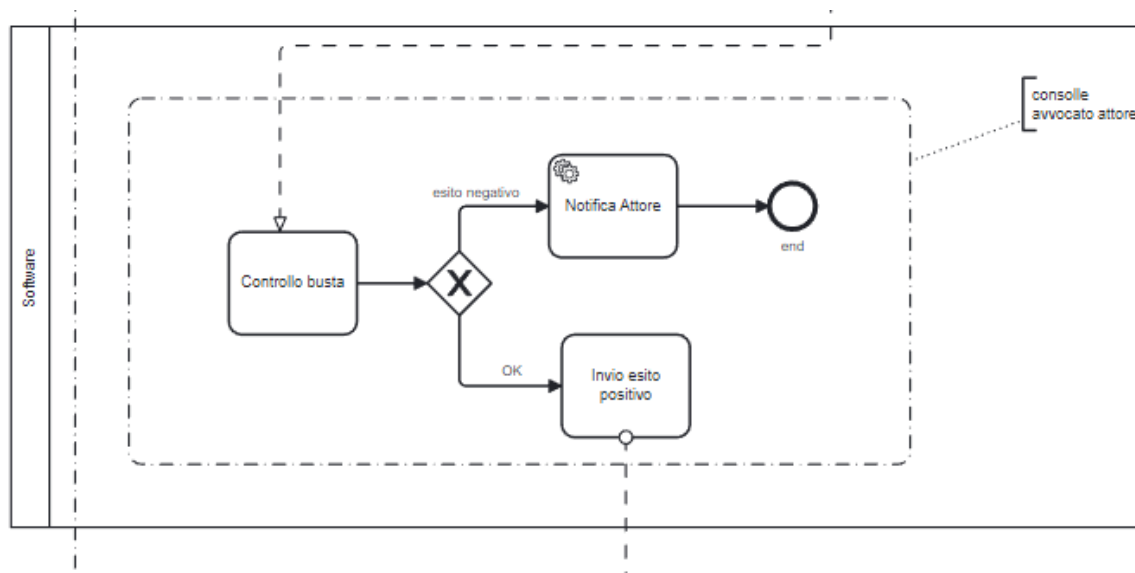 Software
consolle
avvocato attore
esito negativo
Notifica Attore
end
Controllo busta
OK
Invio esito
positivo